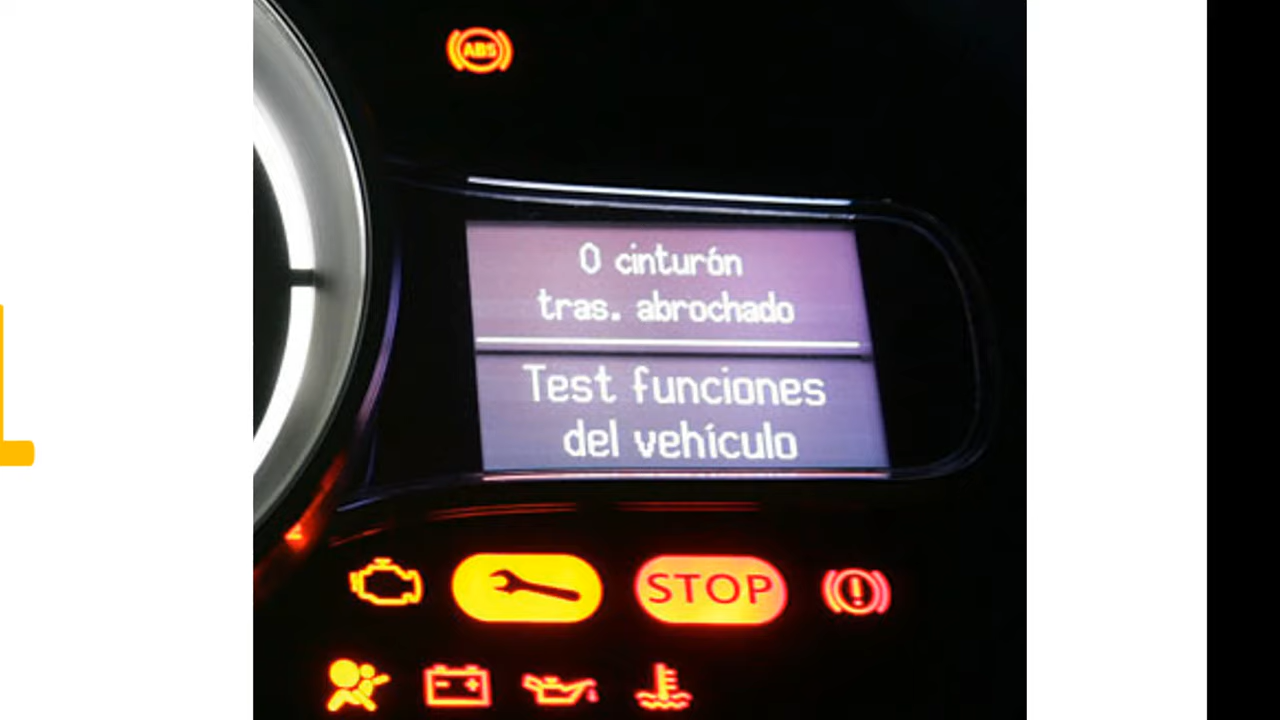 ABS
0 cinturón
tras. abrochado
Test funciones
del vehículo
STOP